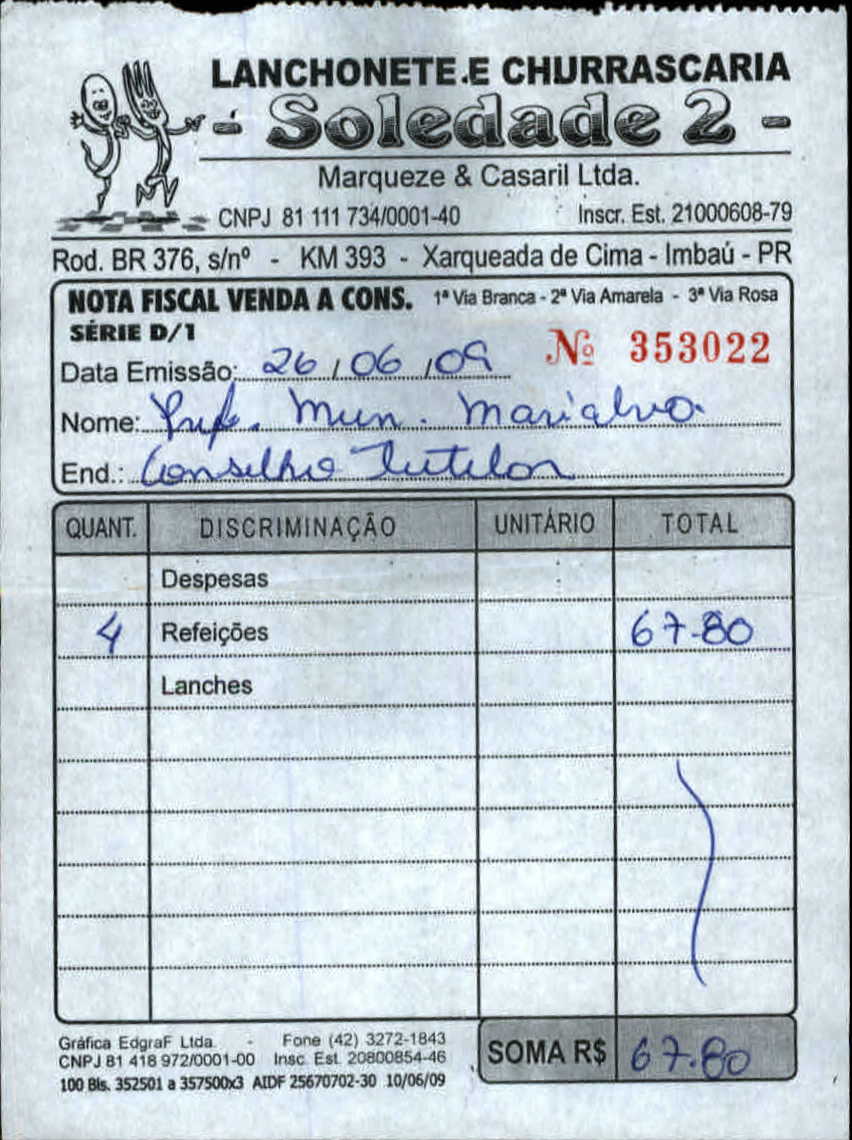 LANCHONETE E CHURRASCARIA
- Soledade 2 -
Marqueze & Casaril Ltda.
CNPJ 81 111 734/0001-40 Inscr. Est. 21000608-79
Rod. BR 376, s/nº - KM 393 - Xarqueada de Cima - Imbaú - PR
NOTA FISCAL VENDA A CONS. 1ª Via Branca - 2ª Via Amarela - 3ª Via Rosa
SÉRIE D/1
Nº 353022
Data Emissão: 26/06/09
Nome: Pref. Mun. Marialva
End.: Conselho Tutelar
QUANT. DISCRIMINAÇÃO UNITÁRIO TOTAL
Despesas
4 Refeições 67.80
Lanches
Gráfica EdgraF Ltda. - Fone (42) 3272-1843
CNPJ 81 418 972/0001-00 Insc. Est. 20800854-46
100 Bls. 352501 a 357500x3 AIDF 25670702-30 10/06/09
SOMA R$ 67.80